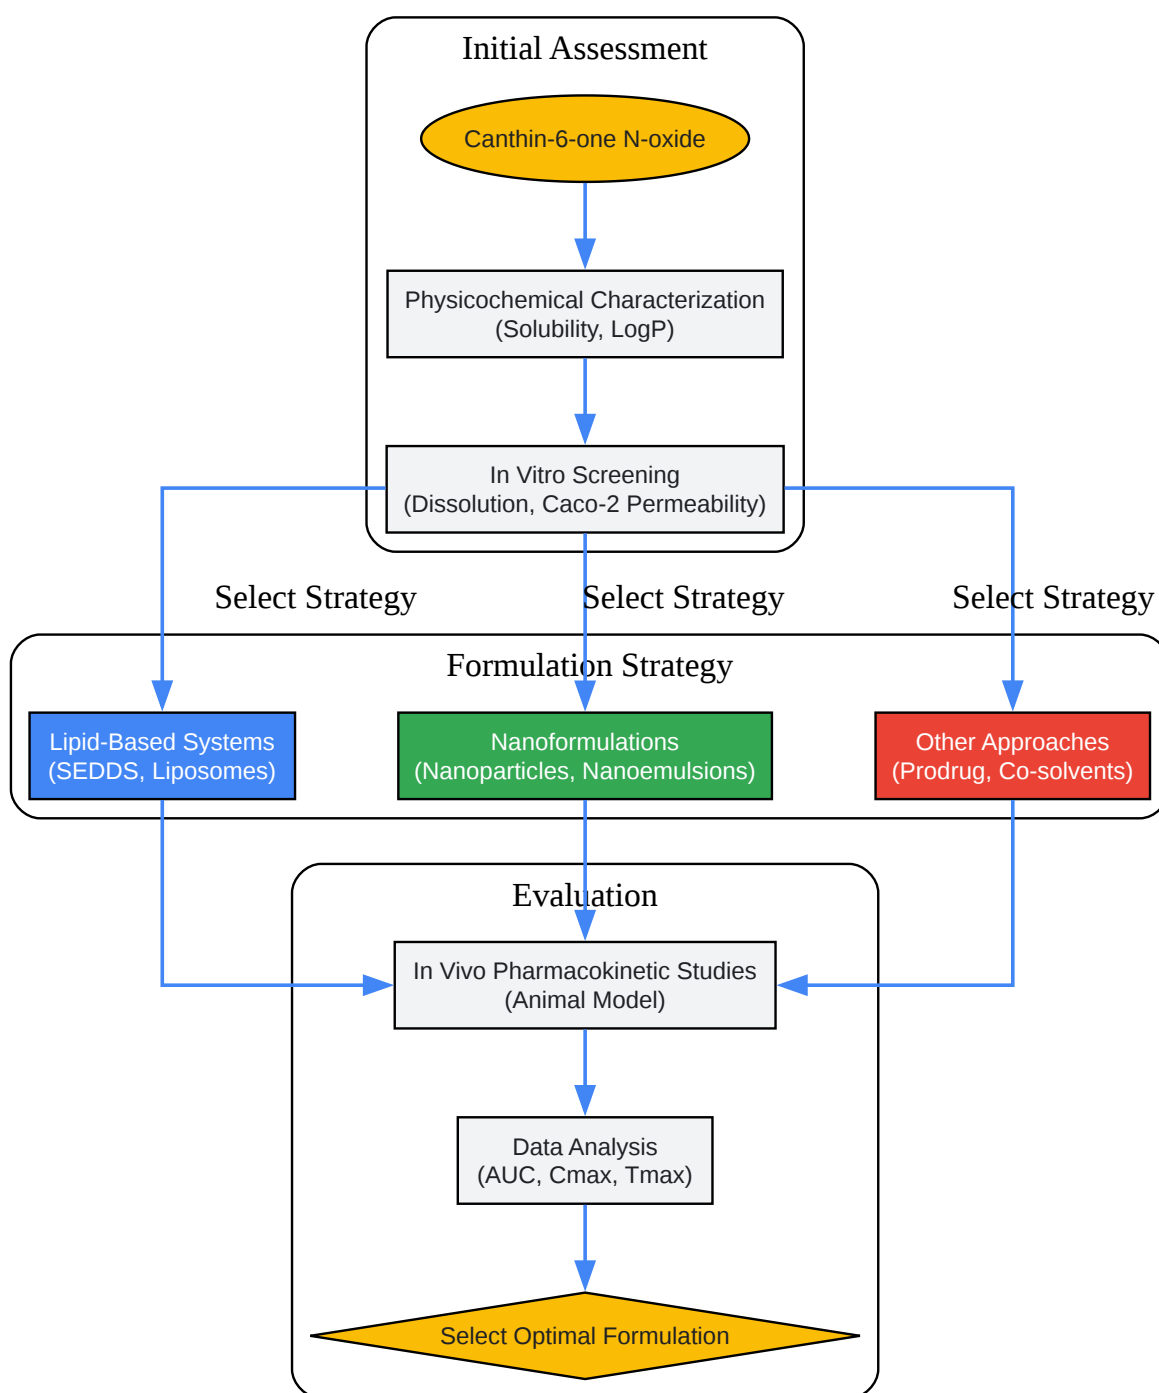 Initial Assessment
Canthin-6-one N-oxide
Physicochemical Characterization
(Solubility, LogP)
In Vitro Screening
(Dissolution, Caco-2 Permeability)
Select Strategy
Select Strategy
Select Strategy
Formulation Strategy
Lipid-Based Systems
(SEDDS, Liposomes)
Nanoformulations
(Nanoparticles, Nanoemulsions)
Other Approaches
(Prodrug, Co-solvents)
Evaluation
In Vivo Pharmacokinetic Studies
(Animal Model)
Data Analysis
(AUC, Cmax, Tmax)
Select Optimal Formulation